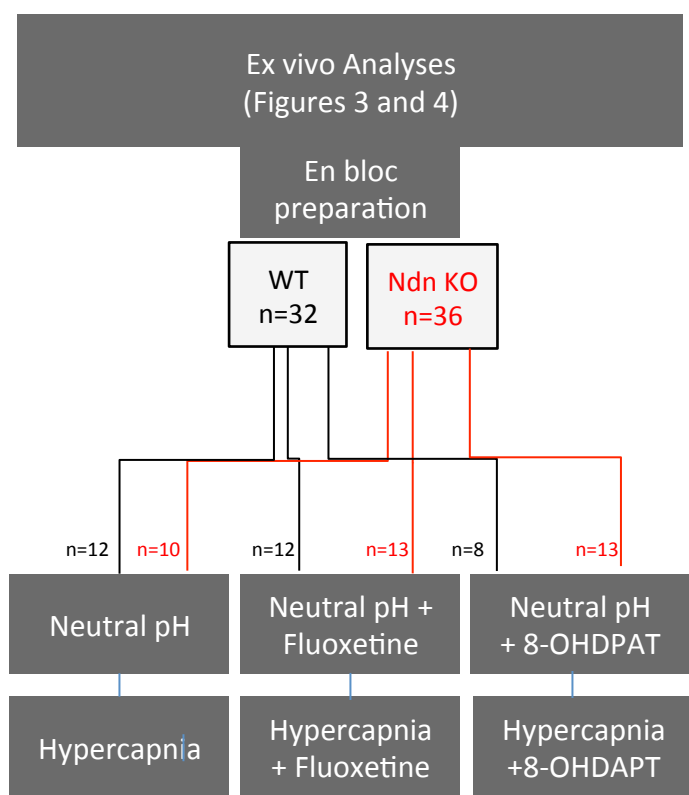 Ex vivo Analyses
(Figures 3 and 4)
En bloc
preparation
WT
n=32
Ndn KO
n=36
n=12
n=10
n=12
n=13
n=8
n=13
Neutral pH
Neutral pH +
Fluoxetine
Neutral pH
+ 8-OHDPAT
Hypercapnia
Hypercapnia
+ Fluoxetine
Hypercapnia
+8-OHDAPT